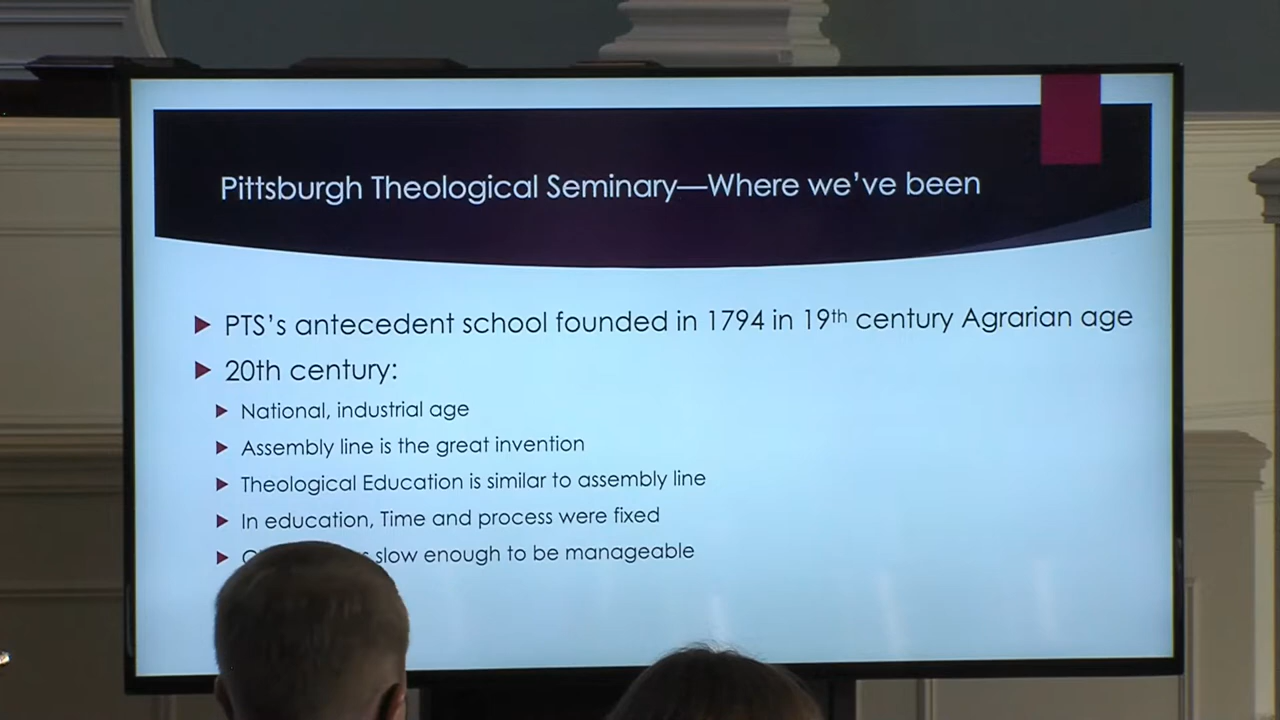 Pittsburgh Theological Seminary—Where we've been
PTS's antecedent school founded in 1794 in 19th century Agrarian age
20th century:
National, industrial age
Assembly line is the great invention
Theological Education is similar to assembly line
In education, Time and process were fixed
slow enough to be manageable